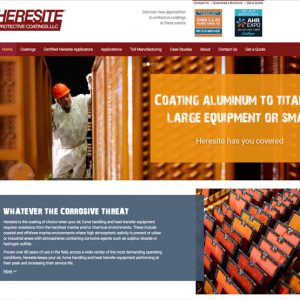 HERESITE
PROTECTIVE COATINGS, LLC
Discover new approaches
to protective coatings
at these events
Contact Us | Download a Brochure | Get a Quote
AHR
EXPO
Home
Coatings
Certified Heresite Applicators
Applications
Toll Manufacturing
Case Studies
About
Contact Us
Get a Quote
COATING ALUMINUM TO TITAN
LARGE EQUIPMENT OR SMA
Heresite has you covered
WHATEVER THE CORROSIVE THREAT
Heresite is the coating of choice when your air, fume handling and heat transfer equipment
requires resistance from the harshest marine and/or chemical environments. These include
coastal and offshore marine environments where high atmospheric salinity is present or urban
or industrial areas with atmospheres containing corrosive agents such as sulphur dioxide or
hydrogen sulfide.
Proven over 80 years of use in the field, across a wide variety of the most demanding operating
conditions, Heresite keeps your air, fume handling and heat transfer equipment performing at
their peak and increasing their service life.
More